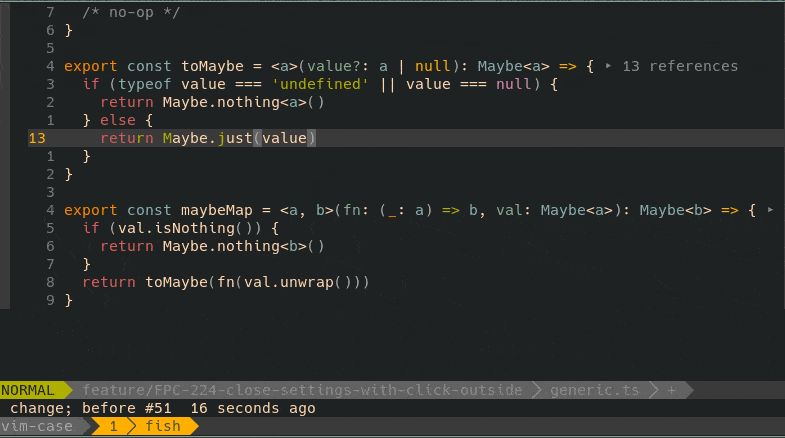 7 /* no-op */
6 }
5
4 export const toMaybe = <a>(value?: a | null): Maybe<a> => { ‣ 13 references
3 if (typeof value === 'undefined' || value === null) {
2 return Maybe.nothing<a>()
1 } else {
13 return Maybe.just(value)
1 }
2 }
3
4 export const maybeMap = <a, b>(fn: (_: a) => b, val: Maybe<a>): Maybe<b> => { ‣
5 if (val.isNothing()) {
6 return Maybe.nothing<b>()
7 }
8 return toMaybe(fn(val.unwrap()))
9 }
NORMAL feature/FPC-224-close-settings-with-click-outside generic.ts +
change; before #51 16 seconds ago
vim-case 1 fish